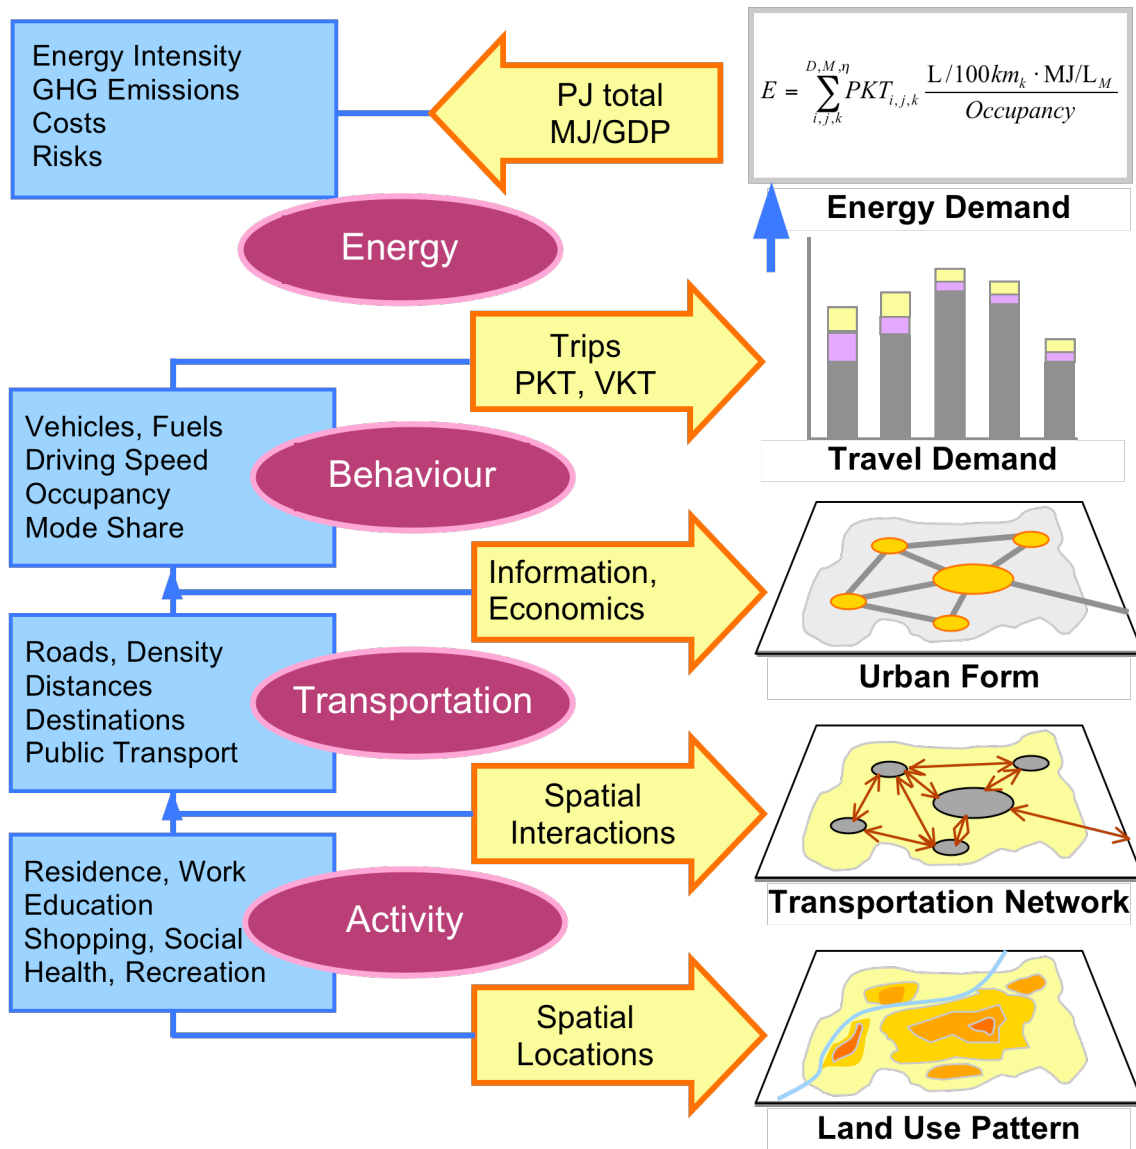 Energy Intensity
GHG Emissions
Costs
Risks
PJ total
MJ/GDP
E = \sum_{i,j,k}^{D,M,η} PKT_{i,j,k} \frac{L/100km_k · MJ/L_M}{Occupancy}
Energy Demand
Energy
Trips
PKT, VKT
Travel Demand
Vehicles, Fuels
Driving Speed
Occupancy
Mode Share
Behaviour
Information,
Economics
Urban Form
Roads, Density
Distances
Destinations
Public Transport
Transportation
Spatial
Interactions
Transportation Network
Residence, Work
Education
Shopping, Social
Health, Recreation
Activity
Spatial
Locations
Land Use Pattern